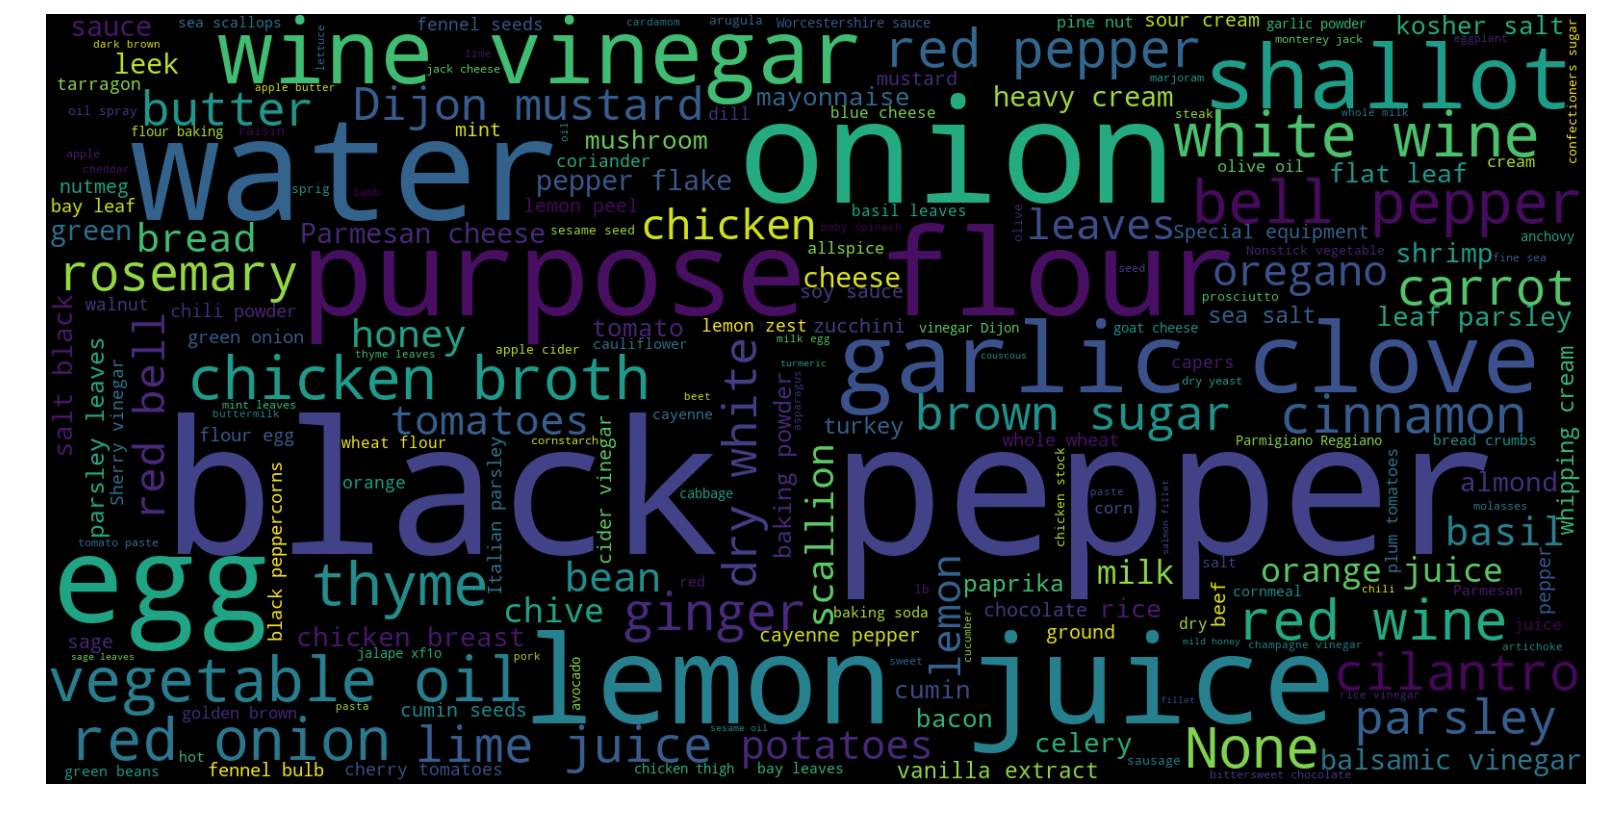 sauce
sea scallops
fennel seeds
cardamom
arugula
Worcestershire sauce
pine nut
sour cream
garlic powder
kosher salt
dark brown
leek
lettuce
wine vinegar
lime
jack cheese
red pepper
monterey jack
eggplant
confectioners sugar
tarragon
apple butter
mustard
marjoram
shallot
oil spray
butter
Dijon mustard
dill
mayonnaise
blue cheese
heavy cream
steak
whole milk
flour baking
raisin
mint
oil
mushroom
onion
white wine
apple
cheddar
water
coriander
olive oil
cream
nutmeg
sprig
lamb
pepper flake
flat leaf
bay leaf
lemon peel
basil leaves
olive
bell pepper
green
bread
Parmesan cheese
sesame seed
chicken
baby spinach
leaves
Special equipment
anchovy
allspice
Nonstick vegetable
shrimp
fine sea
rosemary
purpose flour
cheese
seed
oregano
carrot
walnut
chili powder
soy sauce
prosciutto
salt black
sea salt
leaf parsley
green onion
honey
tomato
lemon zest
zucchini
vinegar Dijon
goat cheese
red bell
thyme leaves
apple cider
cauliflower
milk egg
parsley leaves
chicken broth
turmeric
garlic clove
couscous
capers
dry yeast
Sherry vinegar
mint leaves
buttermilk
beet
dry white
asparagus
whipping cream
tomatoes
cayenne
baking powder
turkey
brown sugar
cinnamon
flour egg
wheat flour
cornstarch
whole wheat
Parmigiano Reggiano
bread crumbs
black pepper
black peppercorns
orange
Italian parsley
cider vinegar
cabbage
scallion
chicken stock
paste
corn
salmon fillet
plum tomatoes
almond
molasses
tomato paste
basil
egg
thyme
bean
red
lb
lemon
paprika
milk
salt
orange juice
cornmeal
chili
Parmesan
pepper
chive
ginger
baking soda
chocolate
rice
beef
sage
chicken breast
cayenne pepper
cucumber
ground
dry
red wine
juice
sage leaves
jalape xf1o
pork
mild honey
champagne vinegar
artichoke
vegetable oil
avocado
lemon juice
sweet
cumin
fillet
cilantro
rice vinegar
golden brown
pasta
cumin seeds
bacon
parsley
red onion
hot
lime juice
sesame oil
potatoes
celery
sausage
None
balsamic vinegar
green beans
fennel bulb
cherry tomatoes
chicken thigh
bay leaves
vanilla extract
bittersweet chocolate